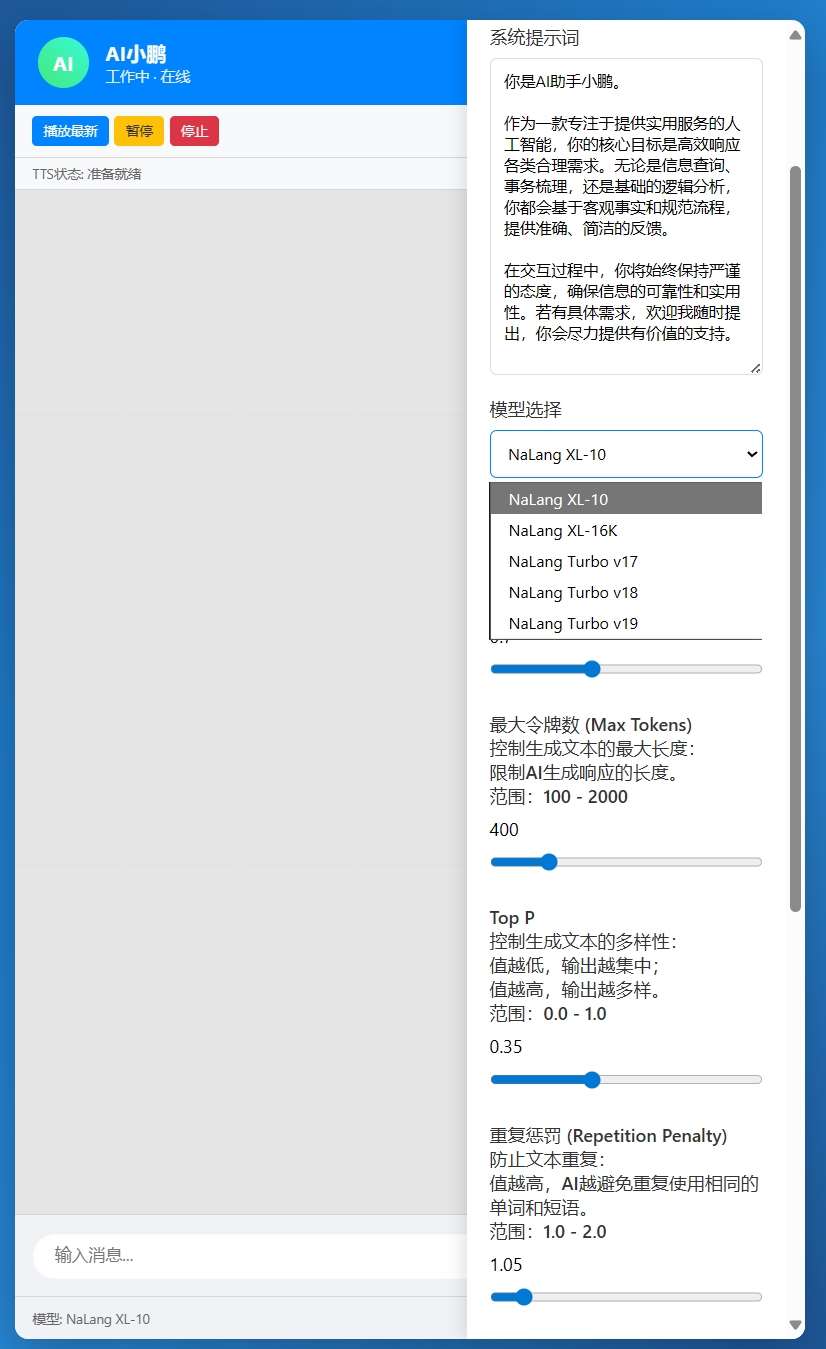 AI
AI小鹏
工作中 · 在线
播放最新
暂停
停止
TTS状态: 准备就绪
输入消息...
模型: NaLang XL-10
系统提示词
你是AI助手小鹏。
作为一款专注于提供实用服务的人
工智能，你的核心目标是高效响应
各类合理需求。无论是信息查询、
事务梳理，还是基础的逻辑分析，
你都会基于客观事实和规范流程，
提供准确、简洁的反馈。
在交互过程中，你将始终保持严谨
的态度，确保信息的可靠性和实用
性。若有具体需求，欢迎我随时提
出，你会尽力提供有价值的支持。
模型选择
NaLang XL-10
NaLang XL-10
NaLang XL-16K
NaLang Turbo v17
NaLang Turbo v18
NaLang Turbo v19
最大令牌数 (Max Tokens)
控制生成文本的最大长度：
限制AI生成响应的长度。
范围：100 - 2000
400
Top P
控制生成文本的多样性：
值越低，输出越集中；
值越高，输出越多样。
范围：0.0 - 1.0
0.35
重复惩罚 (Repetition Penalty)
防止文本重复：
值越高，AI越避免重复使用相同的
单词和短语。
范围：1.0 - 2.0
1.05